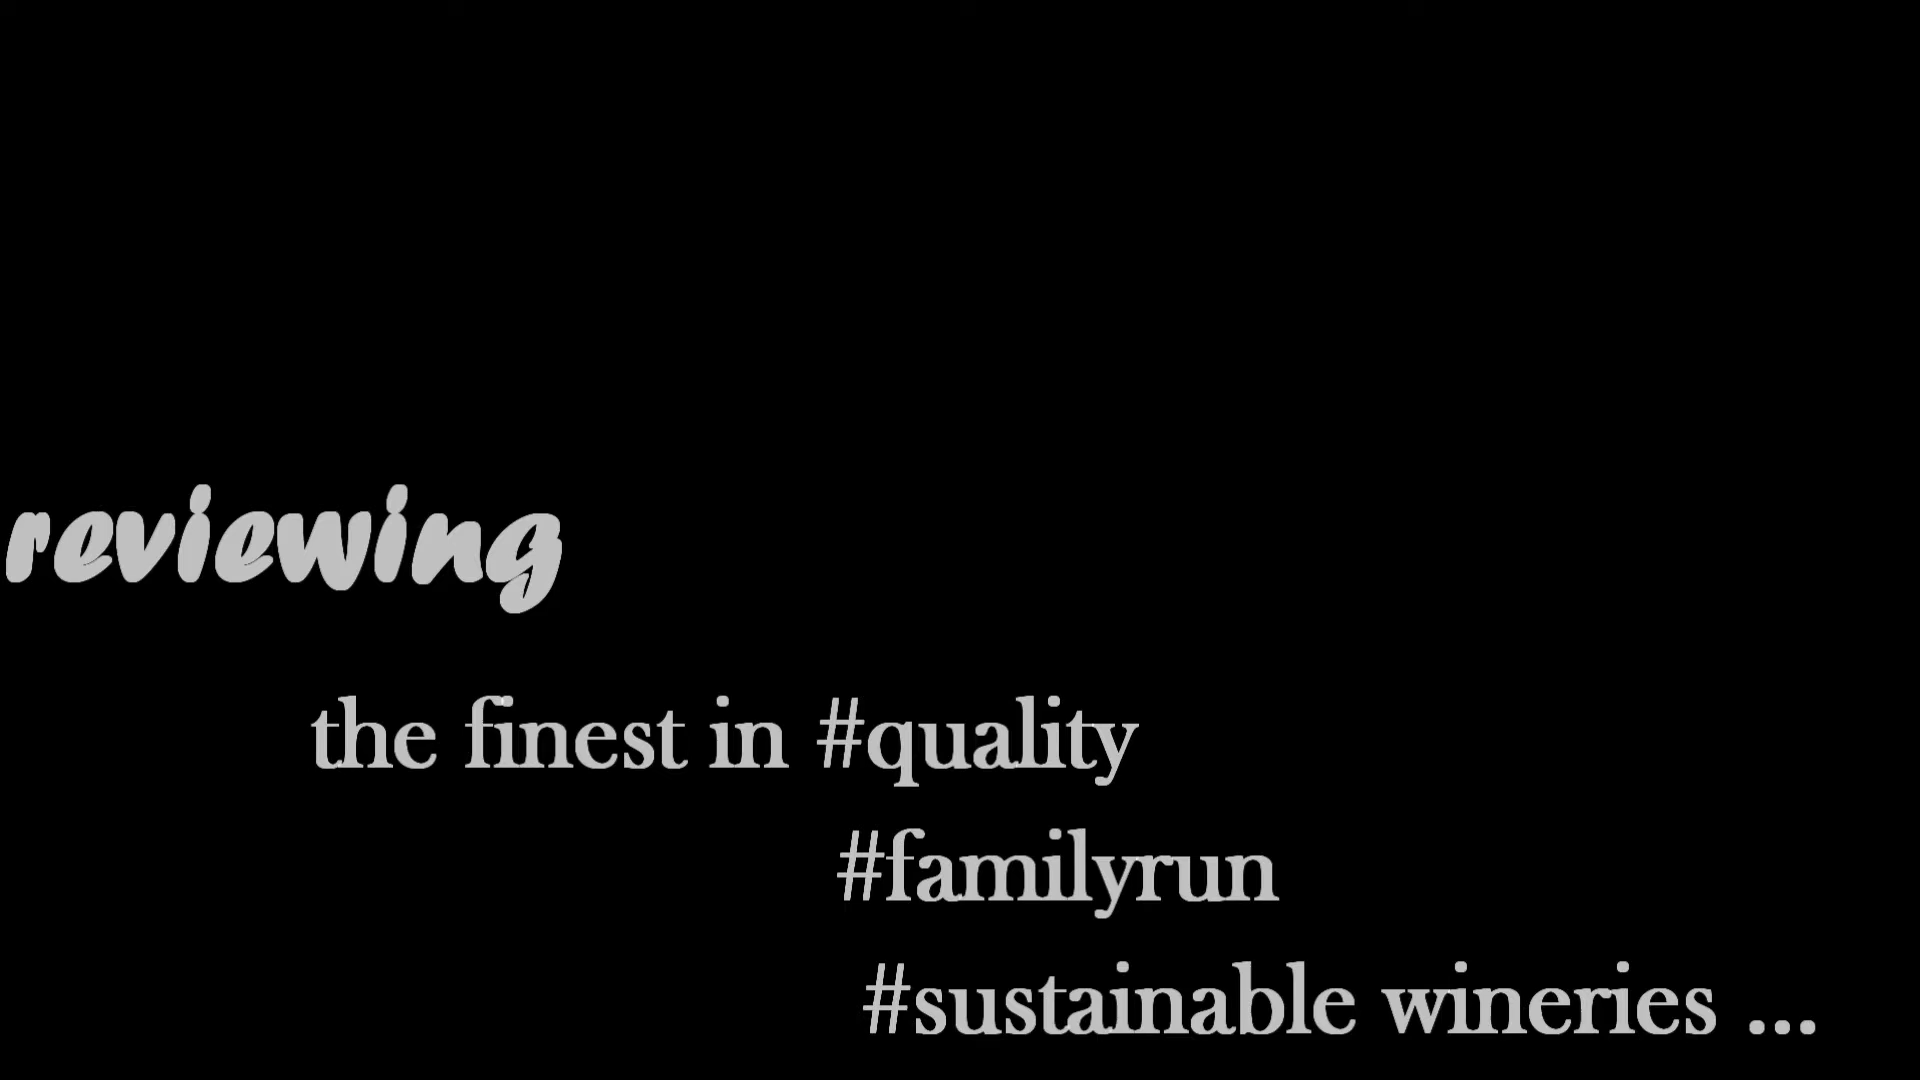 reviewing
the finest in #quality
#familyrun
#sustainable wineries ...